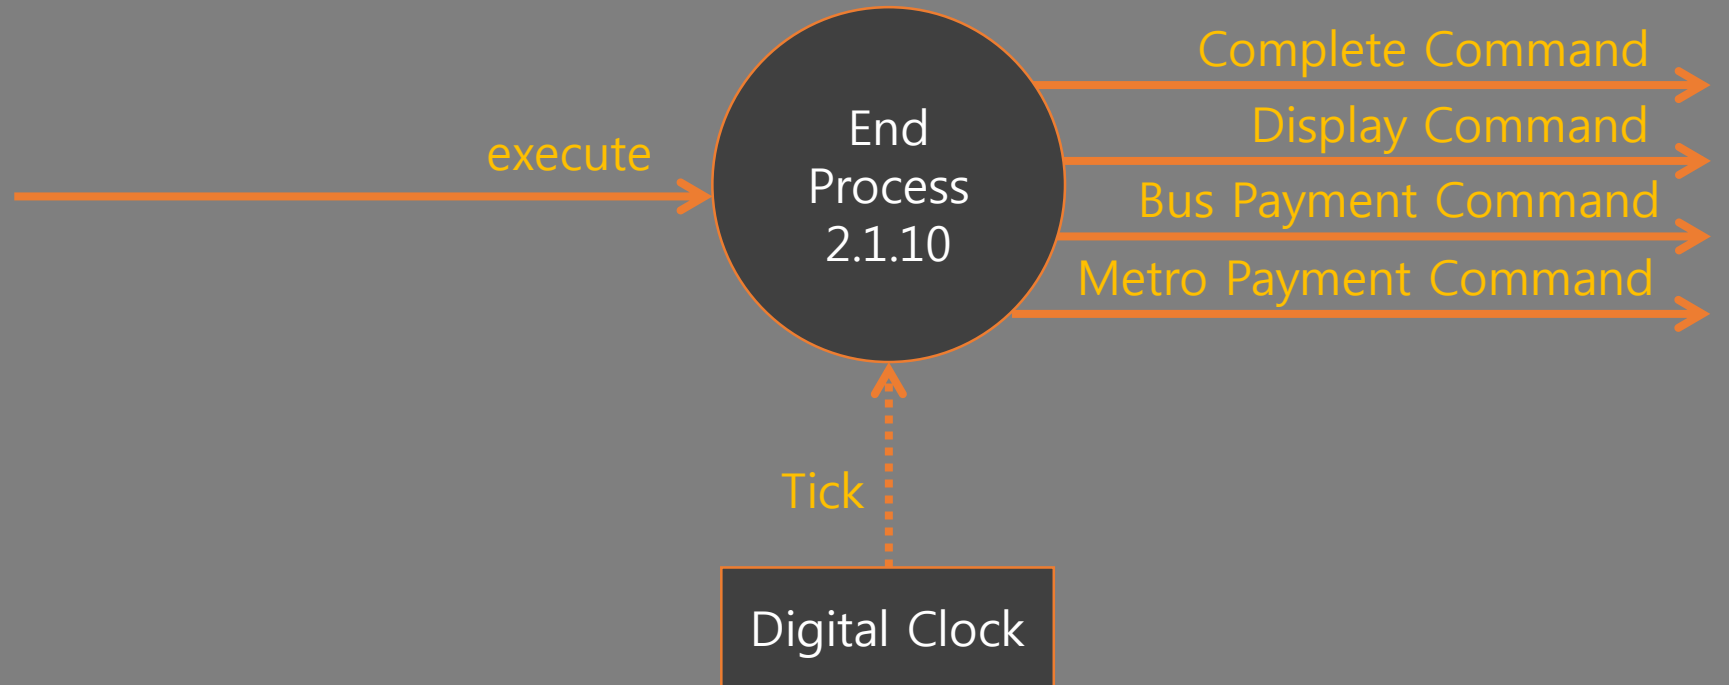 execute
End
Process
2.1.10
Complete Command
Display Command
Bus Payment Command
Metro Payment Command
Tick
Digital Clock